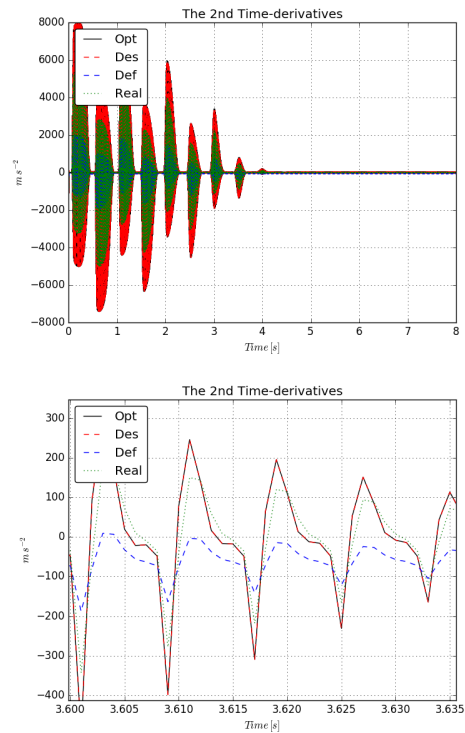 The 2nd Time-derivatives
8000
6000
4000
2000
0
−2000
−4000
−6000
−8000
m s⁻²
Opt
Des
Def
Real
0 1 2 3 4 5 6 7 8
Time [s]
The 2nd Time-derivatives
300
200
100
0
−100
−200
−300
−400
m s⁻²
Opt
Des
Def
Real
3.600 3.605 3.610 3.615 3.620 3.625 3.630 3.635
Time [s]